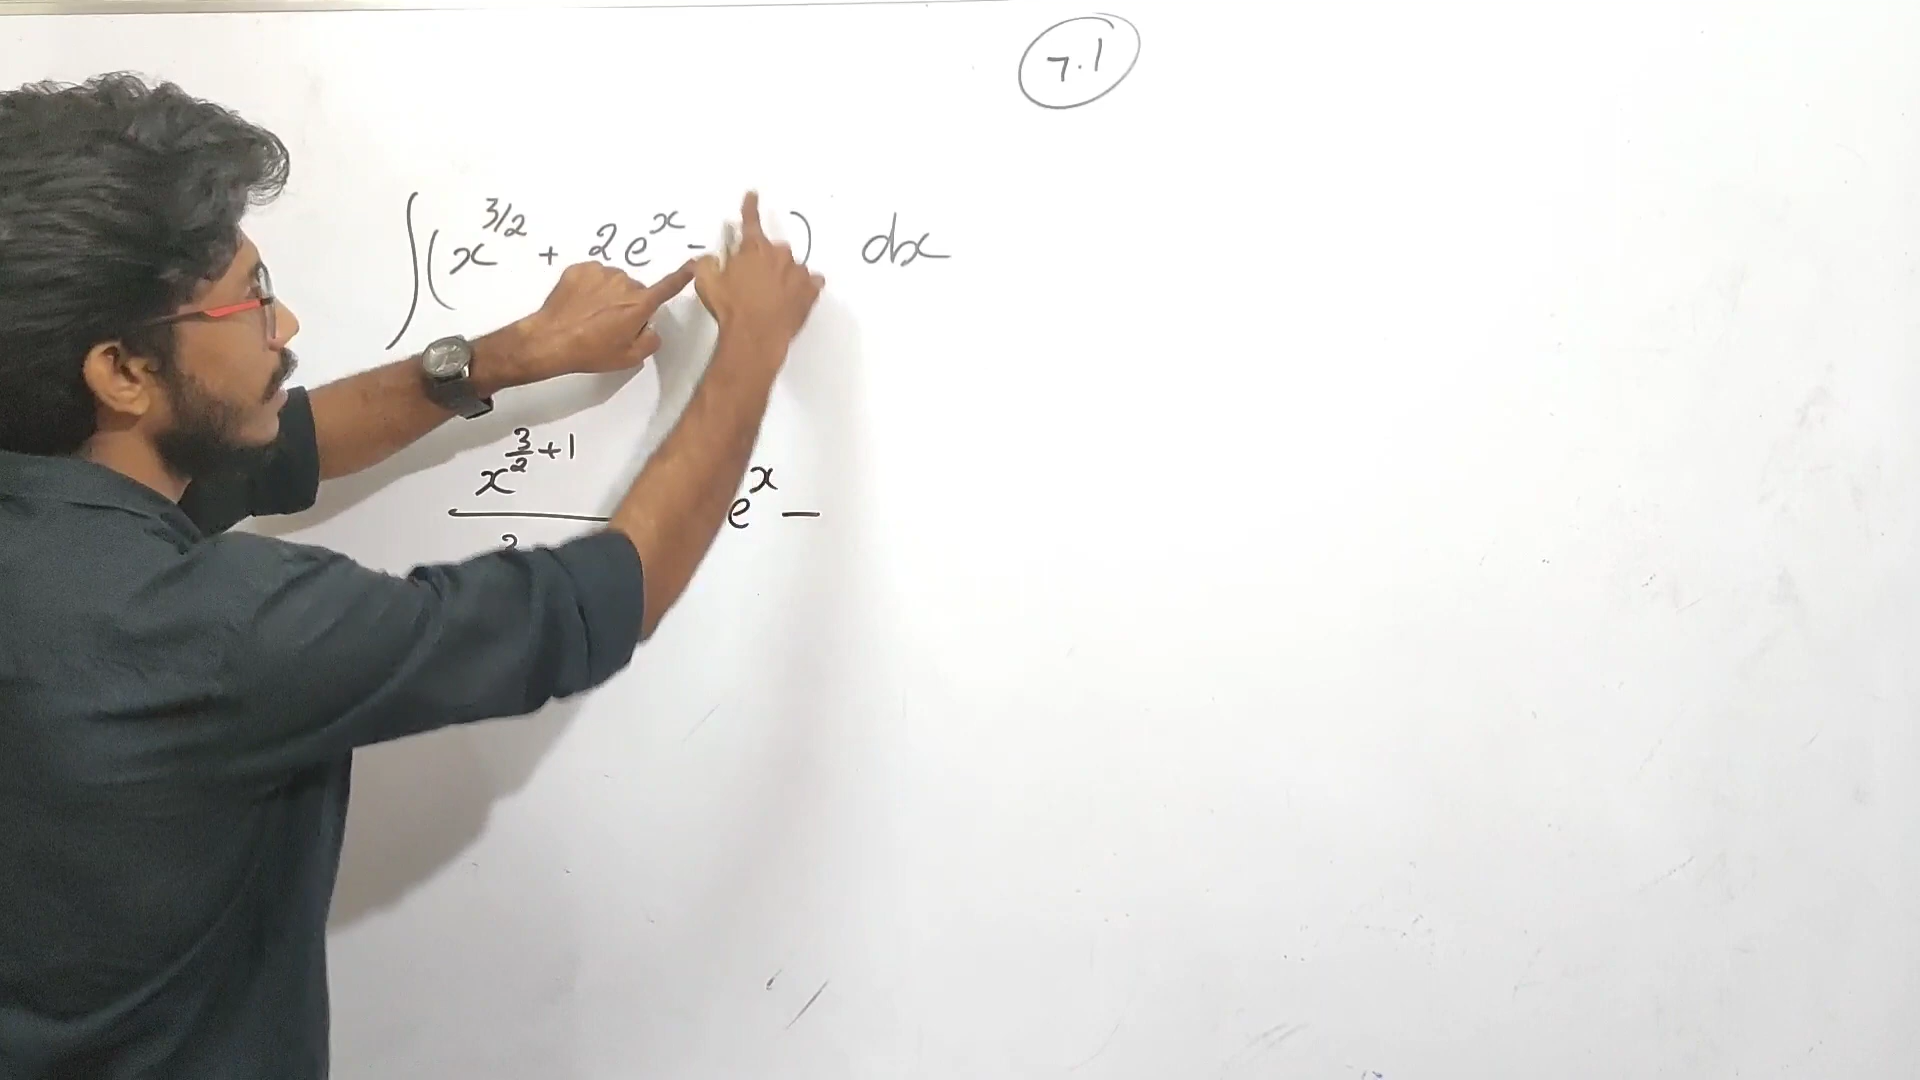 7.1
∫(x^{3/2} + 2e^x - ) dx
x^{3/2+1} e^x -